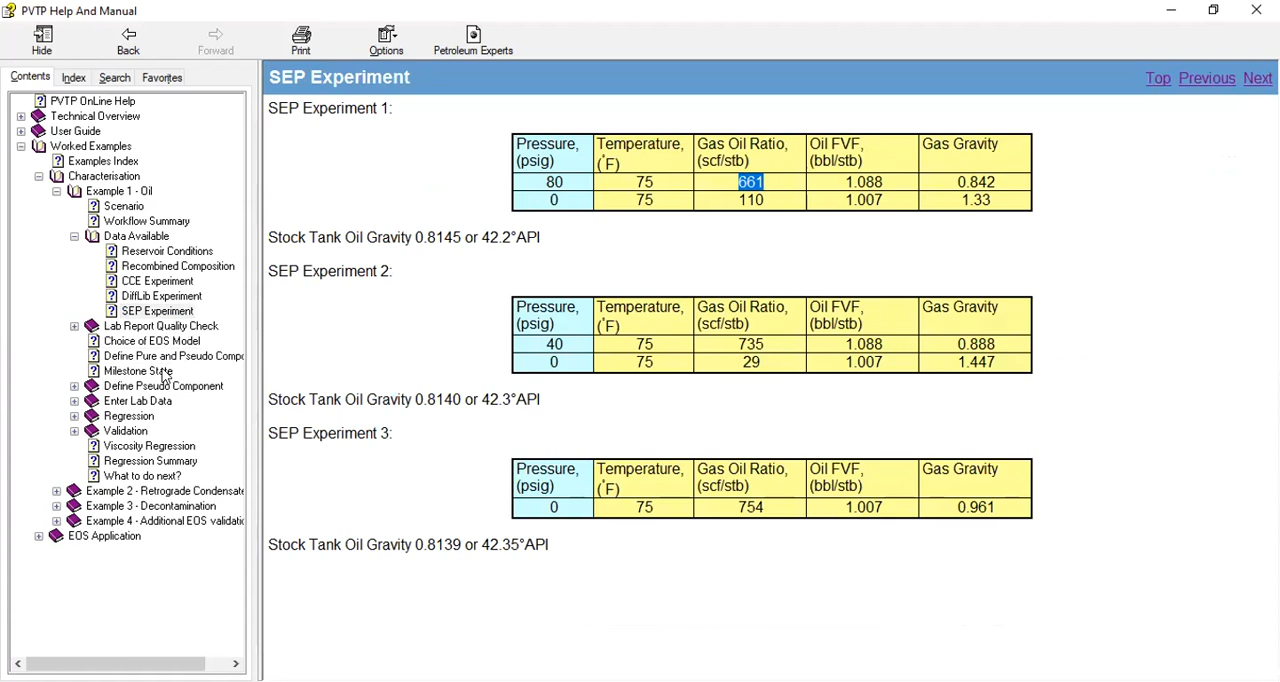 PVTP Help And Manual
Hide
Back
Forward
Print
Options
Petroleum Experts
Contents
Index
Search
Favorites
PVTP OnLine Help
Technical Overview
User Guide
Worked Examples
Examples Index
Characterisation
Example 1 - Oil
Scenario
Workflow Summary
Data Available
Reservoir Conditions
Recombined Composition
CCE Experiment
DiffLib Experiment
SEP Experiment
Lab Report Quality Check
Choice of EOS Model
Define Pure and Pseudo Compo
Milestone State
Define Pseudo Component
Enter Lab Data
Regression
Validation
Viscosity Regression
Regression Summary
What to do next?
Example 2 - Retrograde Condensate
Example 3 - Decontamination
Example 4 - Additional EOS validatio
EOS Application
SEP Experiment
Top Previous Next
SEP Experiment 1:
Pressure, Temperature, Gas Oil Ratio, Oil FVF, Gas Gravity
(psig) (°F) (scf/stb) (bbl/stb)
80 75 661 1.088 0.842
0 75 110 1.007 1.33
Stock Tank Oil Gravity 0.8145 or 42.2°API
SEP Experiment 2:
Pressure, Temperature, Gas Oil Ratio, Oil FVF, Gas Gravity
(psig) (°F) (scf/stb) (bbl/stb)
40 75 735 1.088 0.888
0 75 29 1.007 1.447
Stock Tank Oil Gravity 0.8140 or 42.3°API
SEP Experiment 3:
Pressure, Temperature, Gas Oil Ratio, Oil FVF, Gas Gravity
(psig) (°F) (scf/stb) (bbl/stb)
0 75 754 1.007 0.961
Stock Tank Oil Gravity 0.8139 or 42.35°API